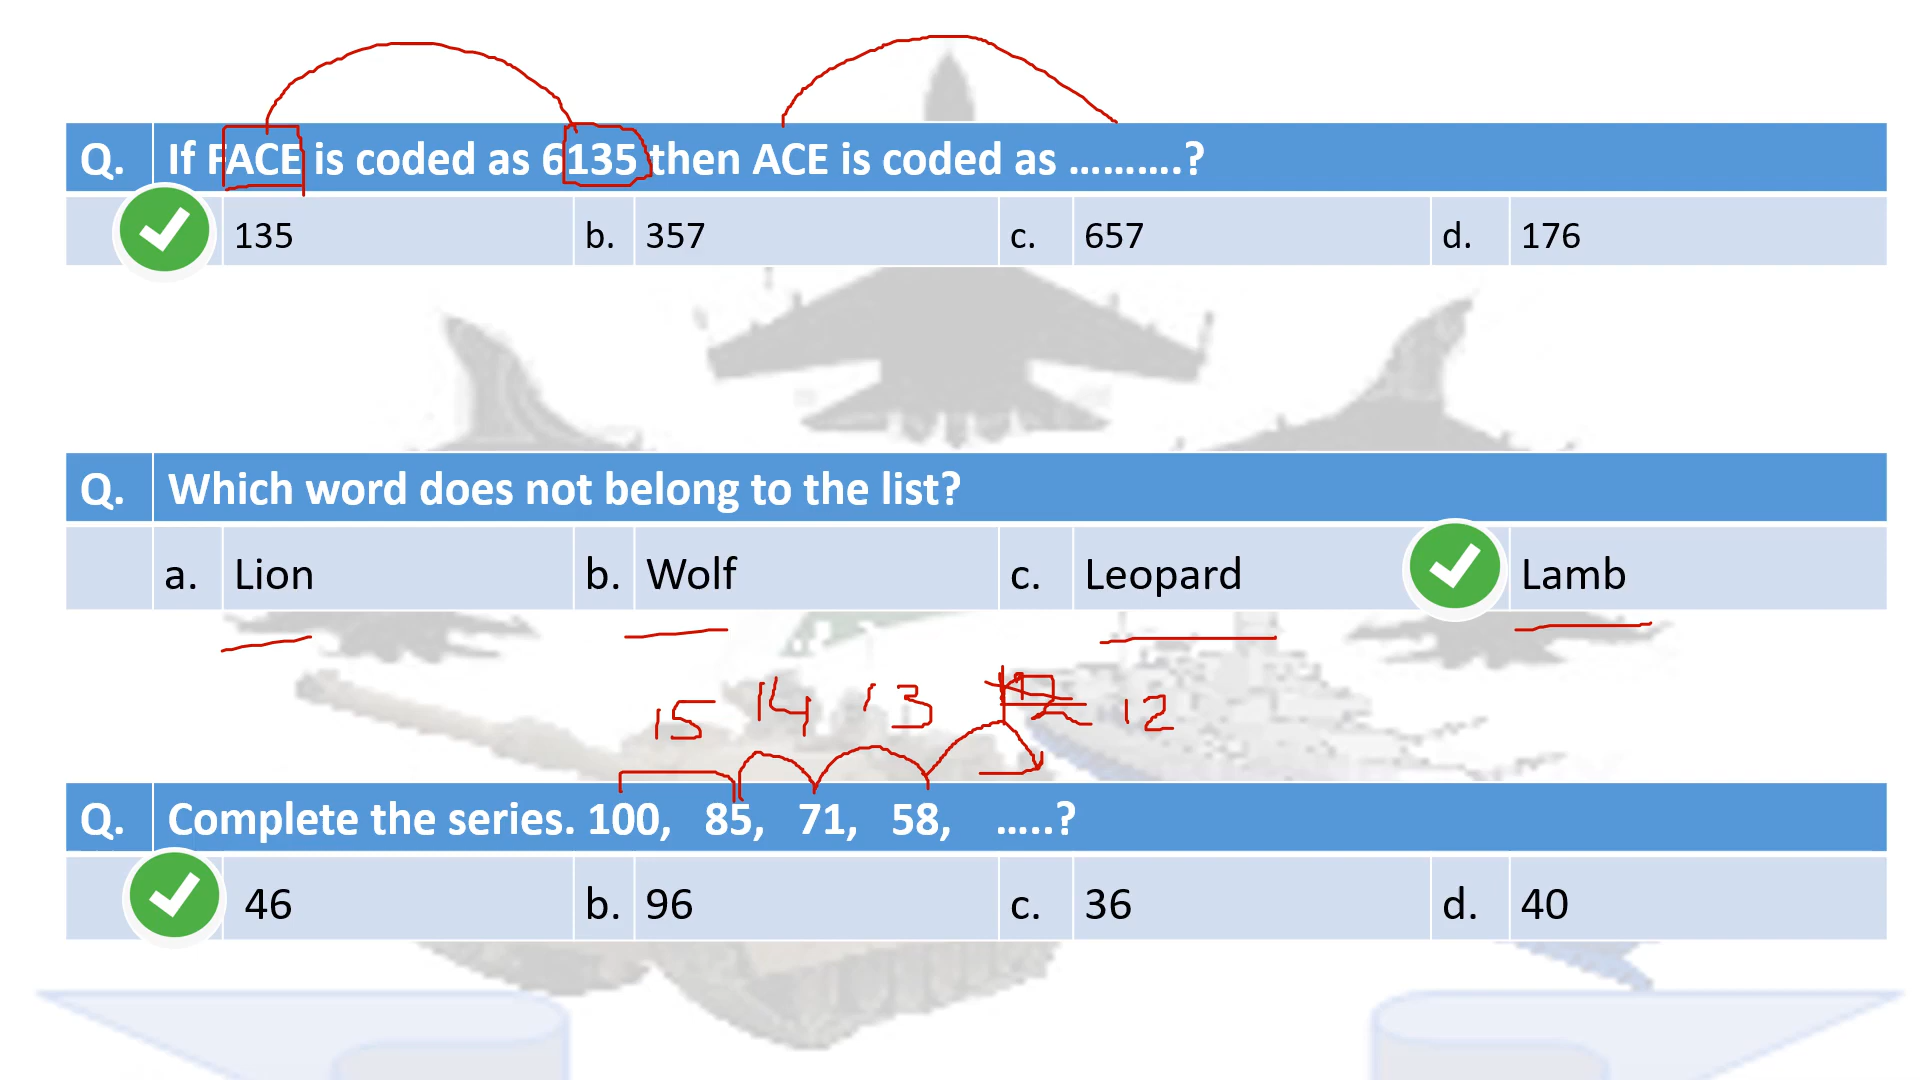 Q. If FACE is coded as 6135 then ACE is coded as ……….?
135 b. 357 c. 657 d. 176
Q. Which word does not belong to the list?
a. Lion b. Wolf c. Leopard Lamb
15 14 13 12
Q. Complete the series. 100, 85, 71, 58, …..?
46 b. 96 c. 36 d. 40